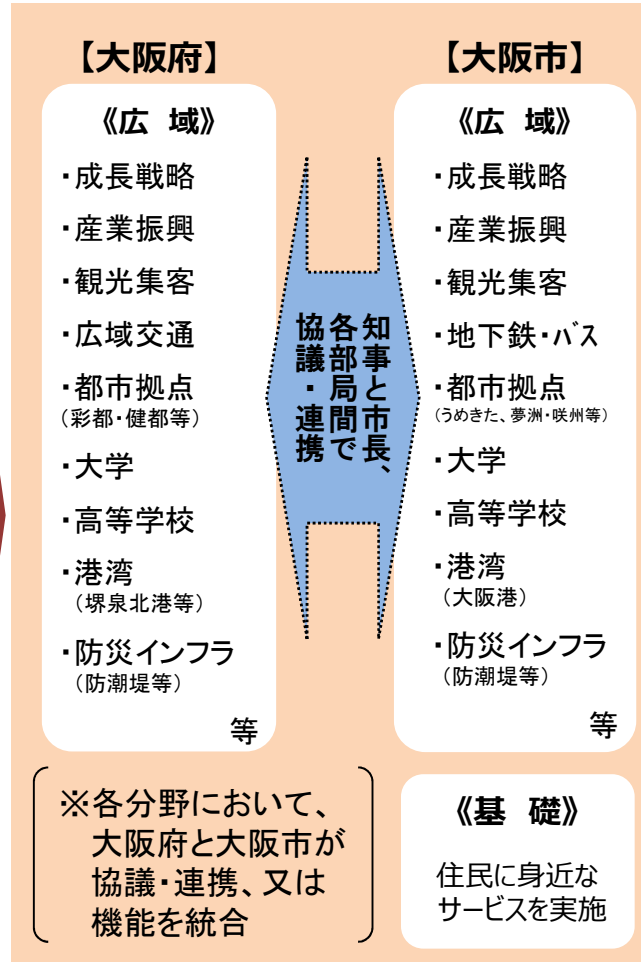 【大阪府】
《広 域》
・成長戦略
・産業振興
・観光集客
・広域交通
・都市拠点
（彩都・健都等）
・大学
・高等学校
・港湾
（堺泉北港等）
・防災インフラ
（防潮堤等）
等
知事と市長、
各部局間で
協議・連携
【大阪市】
《広 域》
・成長戦略
・産業振興
・観光集客
・地下鉄・バス
・都市拠点
（うめきた、夢洲・咲州等）
・大学
・高等学校
・港湾
（大阪港）
・防災インフラ
（防潮堤等）
等
※各分野において、
大阪府と大阪市が
協議・連携、又は
機能を統合
《基 礎》
住民に身近な
サービスを実施